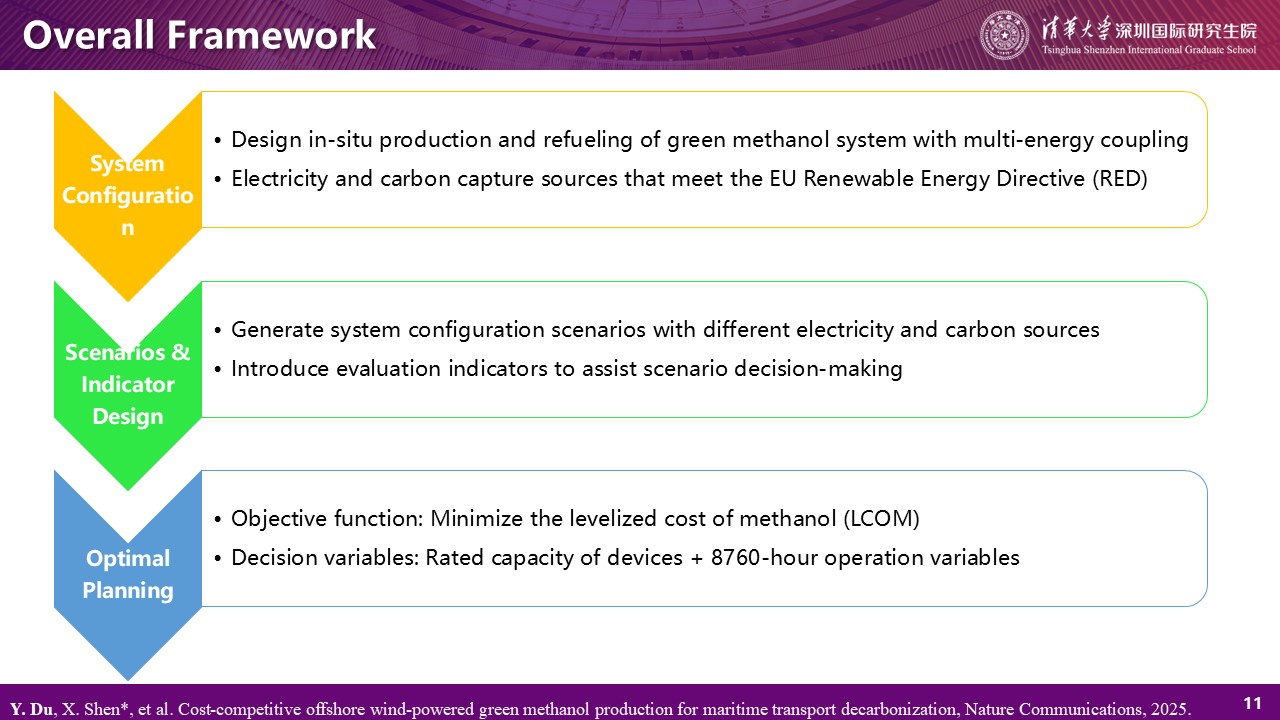 Overall Framework
清华大学深圳国际研究生院
Tsinghua Shenzhen International Graduate School
System
Configuratio
n
• Design in-situ production and refueling of green methanol system with multi-energy coupling
• Electricity and carbon capture sources that meet the EU Renewable Energy Directive (RED)
Scenarios &
Indicator
Design
• Generate system configuration scenarios with different electricity and carbon sources
• Introduce evaluation indicators to assist scenario decision-making
Optimal
Planning
• Objective function: Minimize the levelized cost of methanol (LCOM)
• Decision variables: Rated capacity of devices + 8760-hour operation variables
Y. Du, X. Shen*, et al. Cost-competitive offshore wind-powered green methanol production for maritime transport decarbonization, Nature Communications, 2025.
11